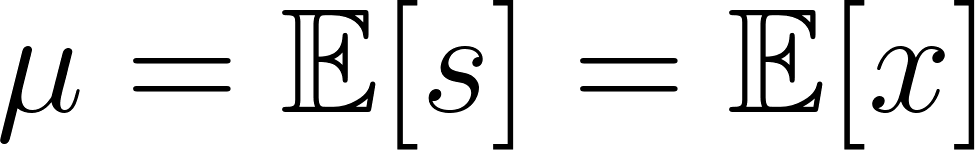 μ = 𝔼[s] = 𝔼[x]